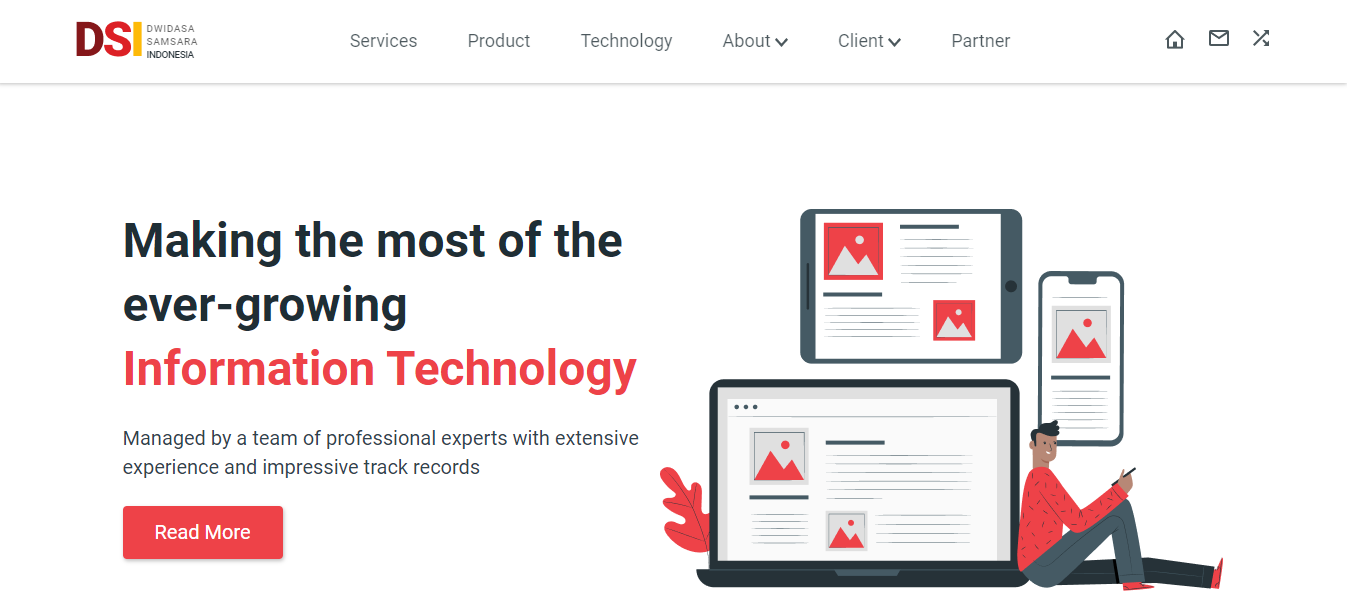 DSI
DWIDASA
SAMSARA
INDONESIA
Services Product Technology About Client Partner
Making the most of the
ever-growing
Information Technology
Managed by a team of professional experts with extensive
experience and impressive track records
Read More